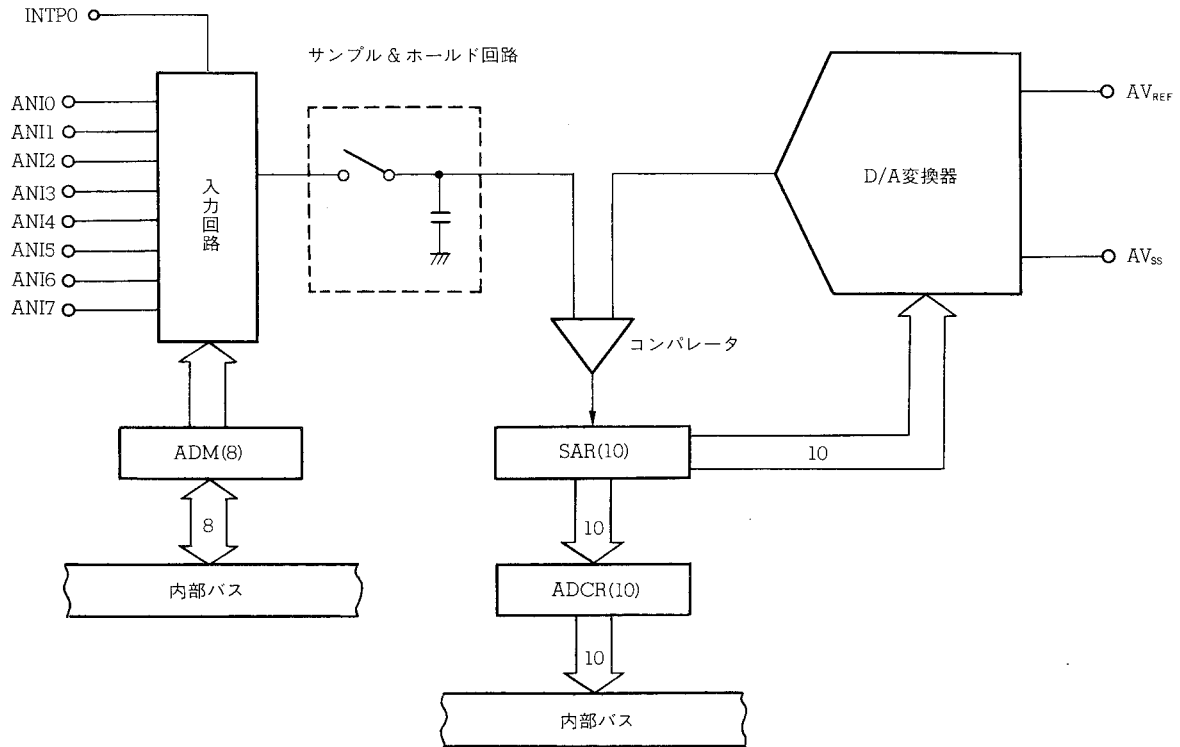 INTP0
サンプル＆ホールド回路
ANI0
ANI1
ANI2
ANI3
ANI4
ANI5
ANI6
ANI7
入力回路
D/A変換器
AVREF
AVSS
コンパレータ
ADM(8)
SAR(10)
10
8
10
内部バス
ADCR(10)
10
内部バス